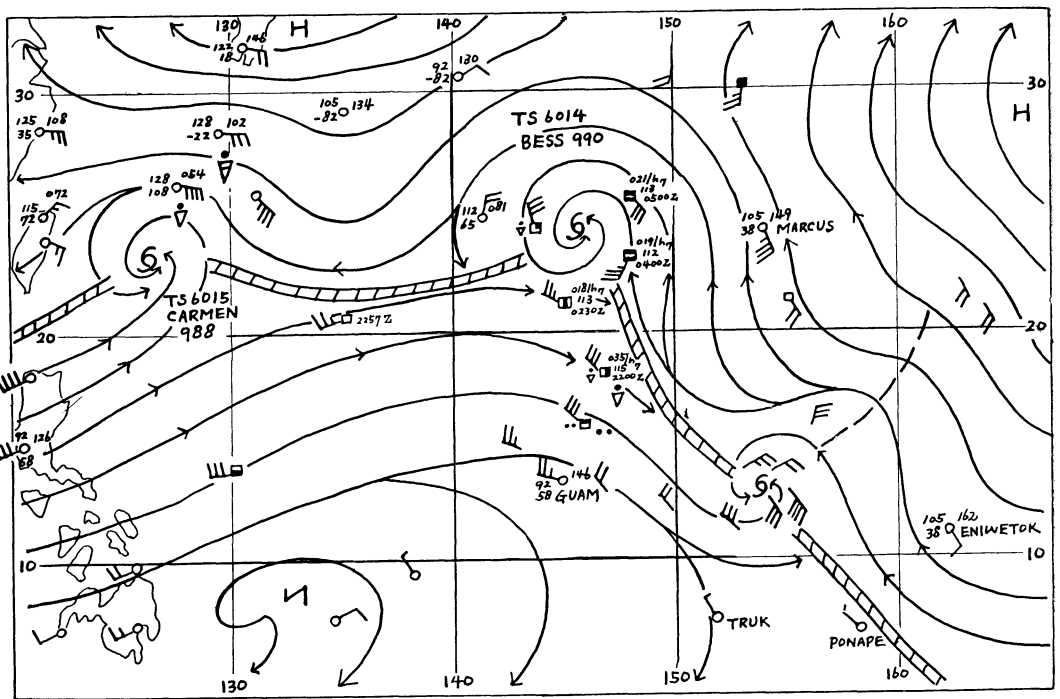 130
140
150
160
H
122
146
18
92
130
-82
30
30
105
134
-82
125
108
35
128
102
-22
TS 6014
BESS 990
H
072
115
72
128
054
108
112
081
65
021/hr
113
0500Z
105
149
38
MARCUS
019/hr
112
0400Z
TS 6015
CARMEN
988
018/hr
113
0230Z
2257Z
20
20
035/hr
115
2200Z
92
126
68
92
146
58 GUAM
105
162
38
ENIWETOK
10
10
TRUK
PONAPE
130
140
150
160